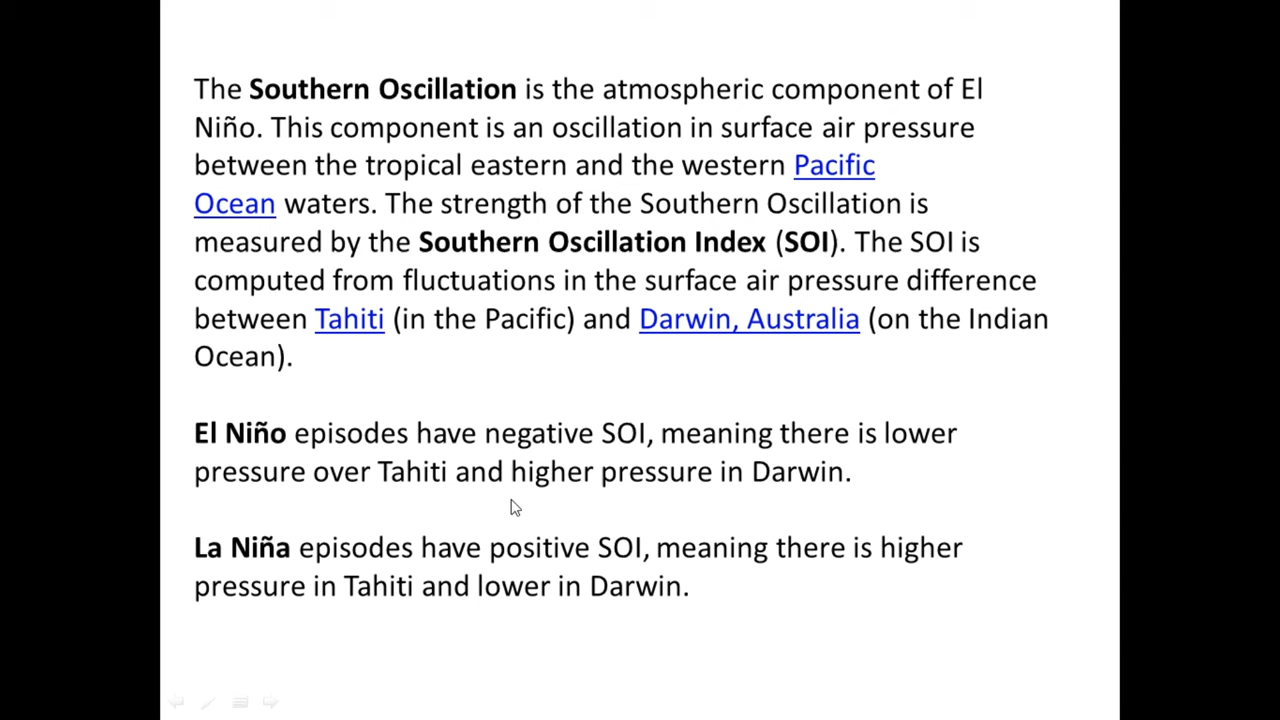 The Southern Oscillation is the atmospheric component of El
Niño. This component is an oscillation in surface air pressure
between the tropical eastern and the western Pacific
Ocean waters. The strength of the Southern Oscillation is
measured by the Southern Oscillation Index (SOI). The SOI is
computed from fluctuations in the surface air pressure difference
between Tahiti (in the Pacific) and Darwin, Australia (on the Indian
Ocean).
El Niño episodes have negative SOI, meaning there is lower
pressure over Tahiti and higher pressure in Darwin.
La Niña episodes have positive SOI, meaning there is higher
pressure in Tahiti and lower in Darwin.